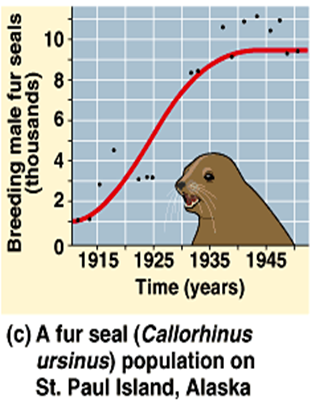 Breeding male fur seals
(thousands)
10
8
6
4
2
0
1915 1925 1935 1945
Time (years)
(c) A fur seal (Callorhinus
ursinus) population on
St. Paul Island, Alaska